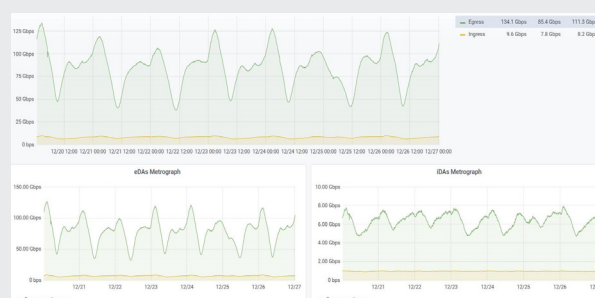 125 Gbps
100 Gbps
75 Gbps
50 Gbps
25 Gbps
0 bps
12/20 12:00 12/21 00:00 12/21 12:00 12/22 00:00 12/22 12:00 12/23 00:00 12/23 12:00 12/24 00:00 12/24 12:00 12/25 00:00 12/25 12:00 12/26 00:00 12/26 12:00 12/27 00:00
Egress 134.1 Gbps 85.4 Gbps 111.3 Gbps
Ingress 9.6 Gbps 7.8 Gbps 8.2 Gbps
eDAs Metrograph
150.00 Gbps
100.00 Gbps
50.00 Gbps
0 bps
12/21 12/22 12/23 12/24 12/25 12/26 12/27
iDAs Metrograph
10.00 Gbps
8.00 Gbps
6.00 Gbps
4.00 Gbps
2.00 Gbps
0 bps
12/21 12/22 12/23 12/24 12/25 12/26